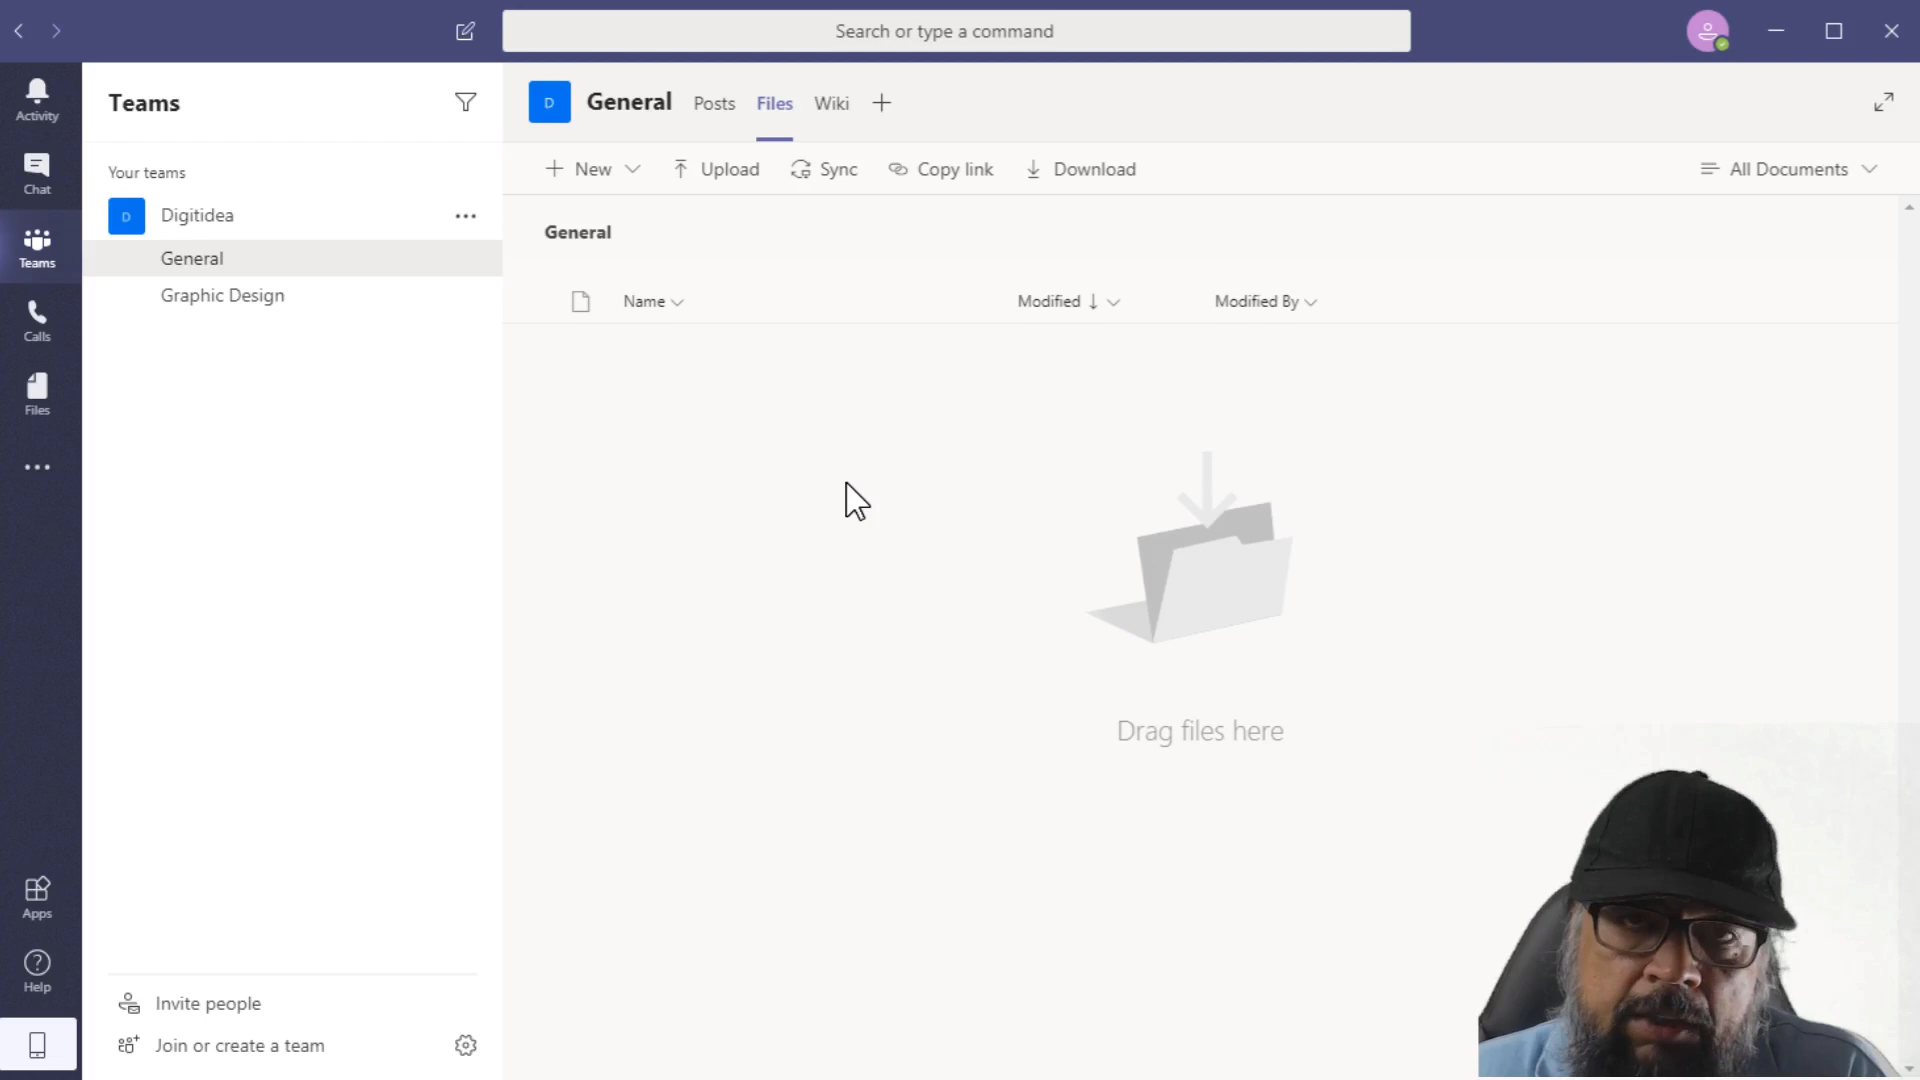 Search or type a command
Activity
Chat
Teams
Calls
Files
Apps
Help
Teams
Your teams
D Digitidea
General
Graphic Design
Invite people
Join or create a team
D General Posts Files Wiki
New Upload Sync Copy link Download All Documents
General
Name Modified Modified By
Drag files here